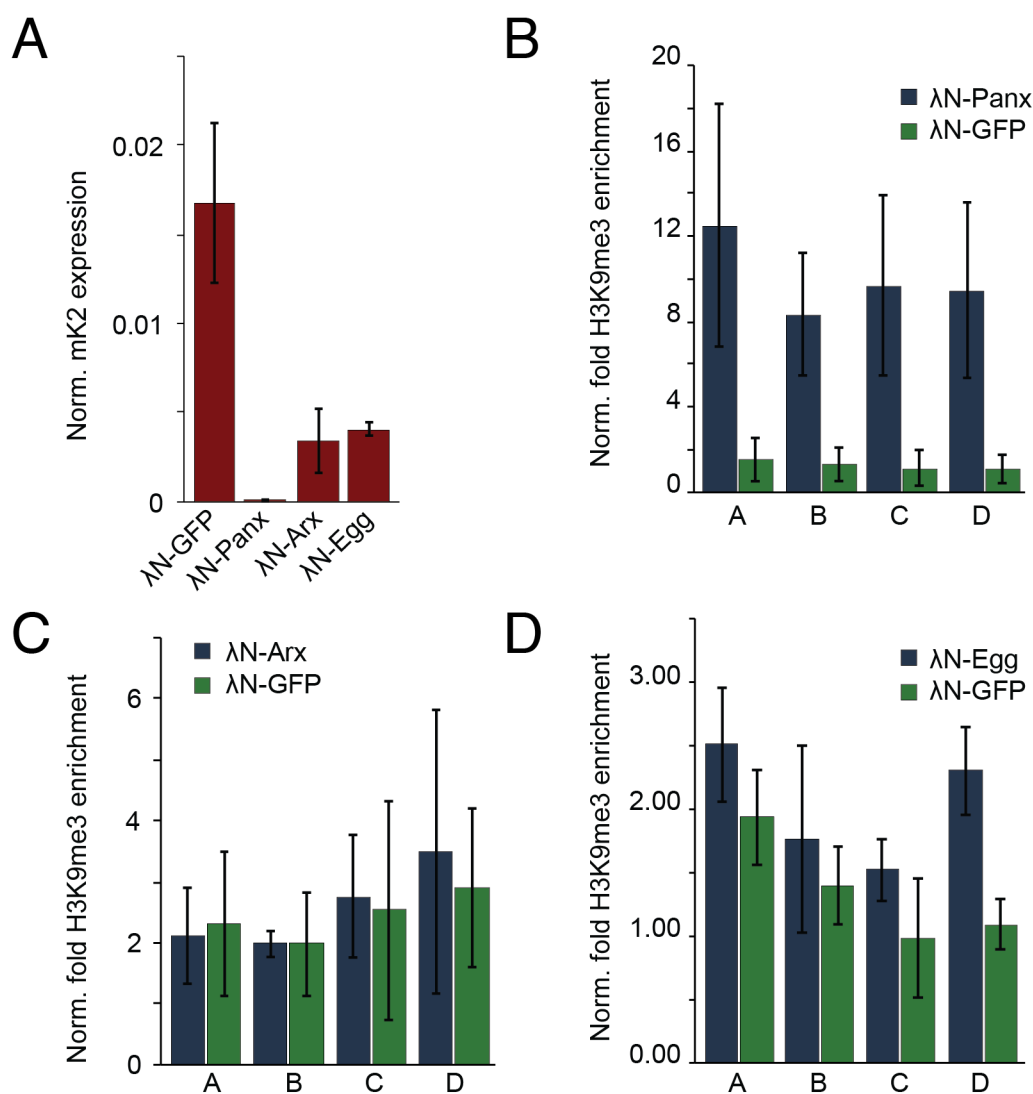 A
Norm. mK2 expression
0.02
0.01
0
λN-GFP
λN-Panx
λN-Arx
λN-Egg
B
Norm. fold H3K9me3 enrichment
20
16
12
8
4
0
λN-Panx
λN-GFP
A B C D
C
Norm. fold H3K9me3 enrichment
6
4
2
0
λN-Arx
λN-GFP
A B C D
D
Norm. fold H3K9me3 enrichment
3.00
2.00
1.00
0.00
λN-Egg
λN-GFP
A B C D